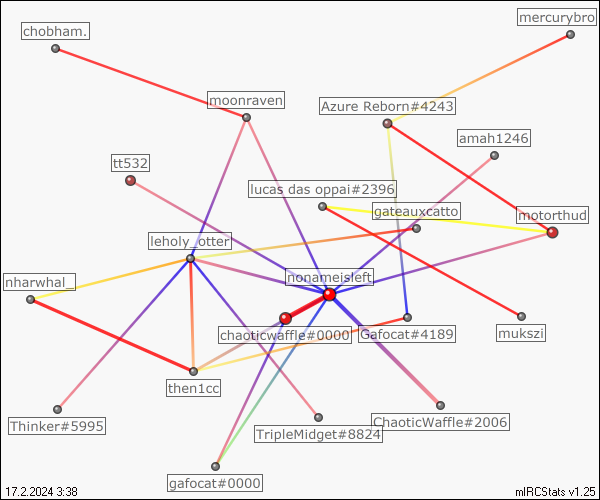 mercurybro
chobham.
moonraven
Azure Reborn#4243
amah1246
tt532
lucas das oppai#2396
gateauxcatto
motorthud
leholy_otter
nonameisleft
nharwhal_
chaoticwaffle#0000
Gafocat#4189
mukszi
then1cc
Thinker#5995
TripleMidget#8824
ChaoticWaffle#2006
gafocat#0000
17.2.2024 3:38
mIRCStats v1.25